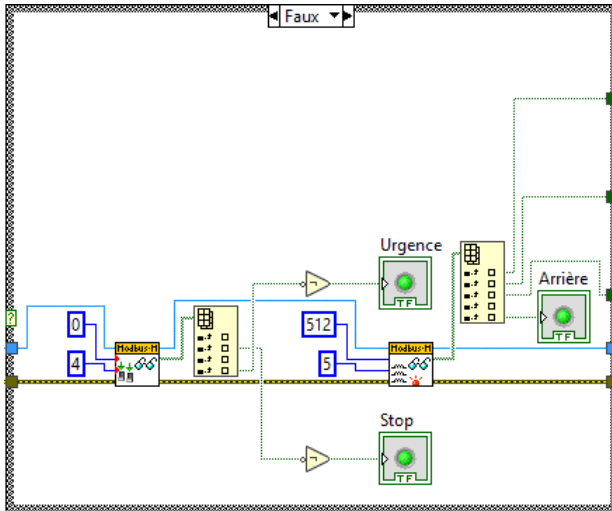 Faux
Urgence
TF
Arrière
TF
0
4
Modbus-M
512
5
Modbus-M
?
Stop
TF